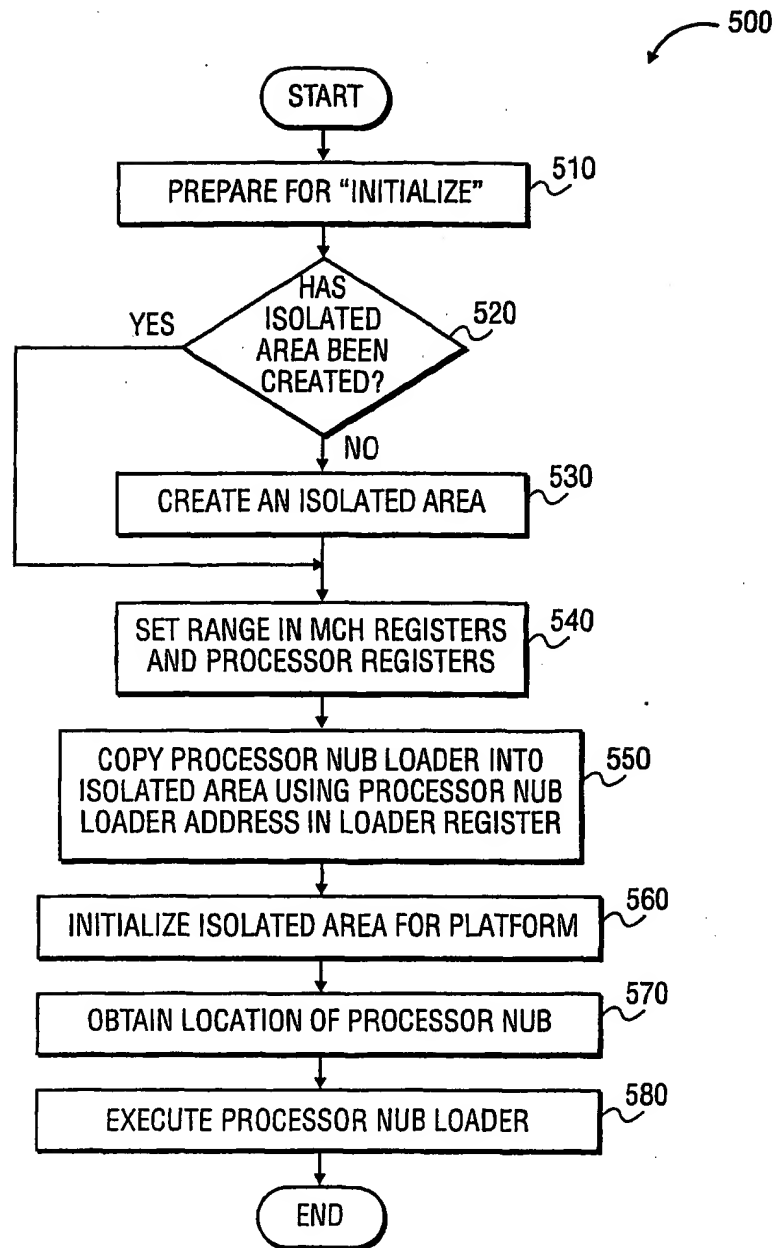 500
START
PREPARE FOR “INITIALIZE”
510
HAS
ISOLATED
AREA BEEN
CREATED?
520
YES
NO
CREATE AN ISOLATED AREA
530
SET RANGE IN MCH REGISTERS
AND PROCESSOR REGISTERS
540
COPY PROCESSOR NUB LOADER INTO
ISOLATED AREA USING PROCESSOR NUB
LOADER ADDRESS IN LOADER REGISTER
550
INITIALIZE ISOLATED AREA FOR PLATFORM
560
OBTAIN LOCATION OF PROCESSOR NUB
570
EXECUTE PROCESSOR NUB LOADER
580
END